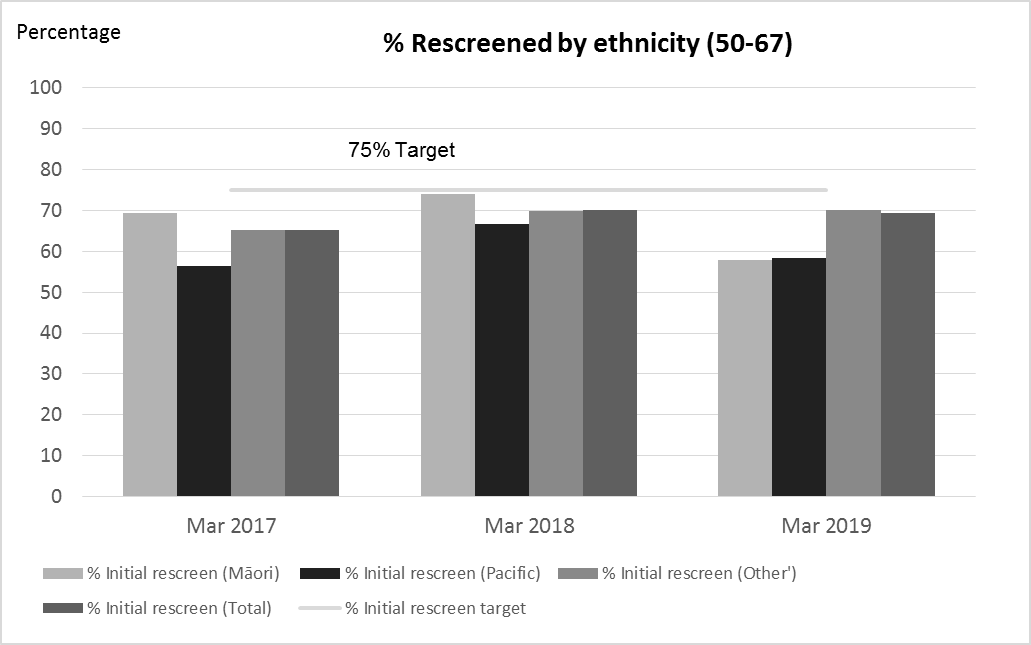 Percentage
% Rescreened by ethnicity (50-67)
100
90
75% Target
80
70
60
50
40
30
20
10
0
Mar 2017 Mar 2018 Mar 2019
% Initial rescreen (Māori) % Initial rescreen (Pacific) % Initial rescreen (Other')
% Initial rescreen (Total) % Initial rescreen target